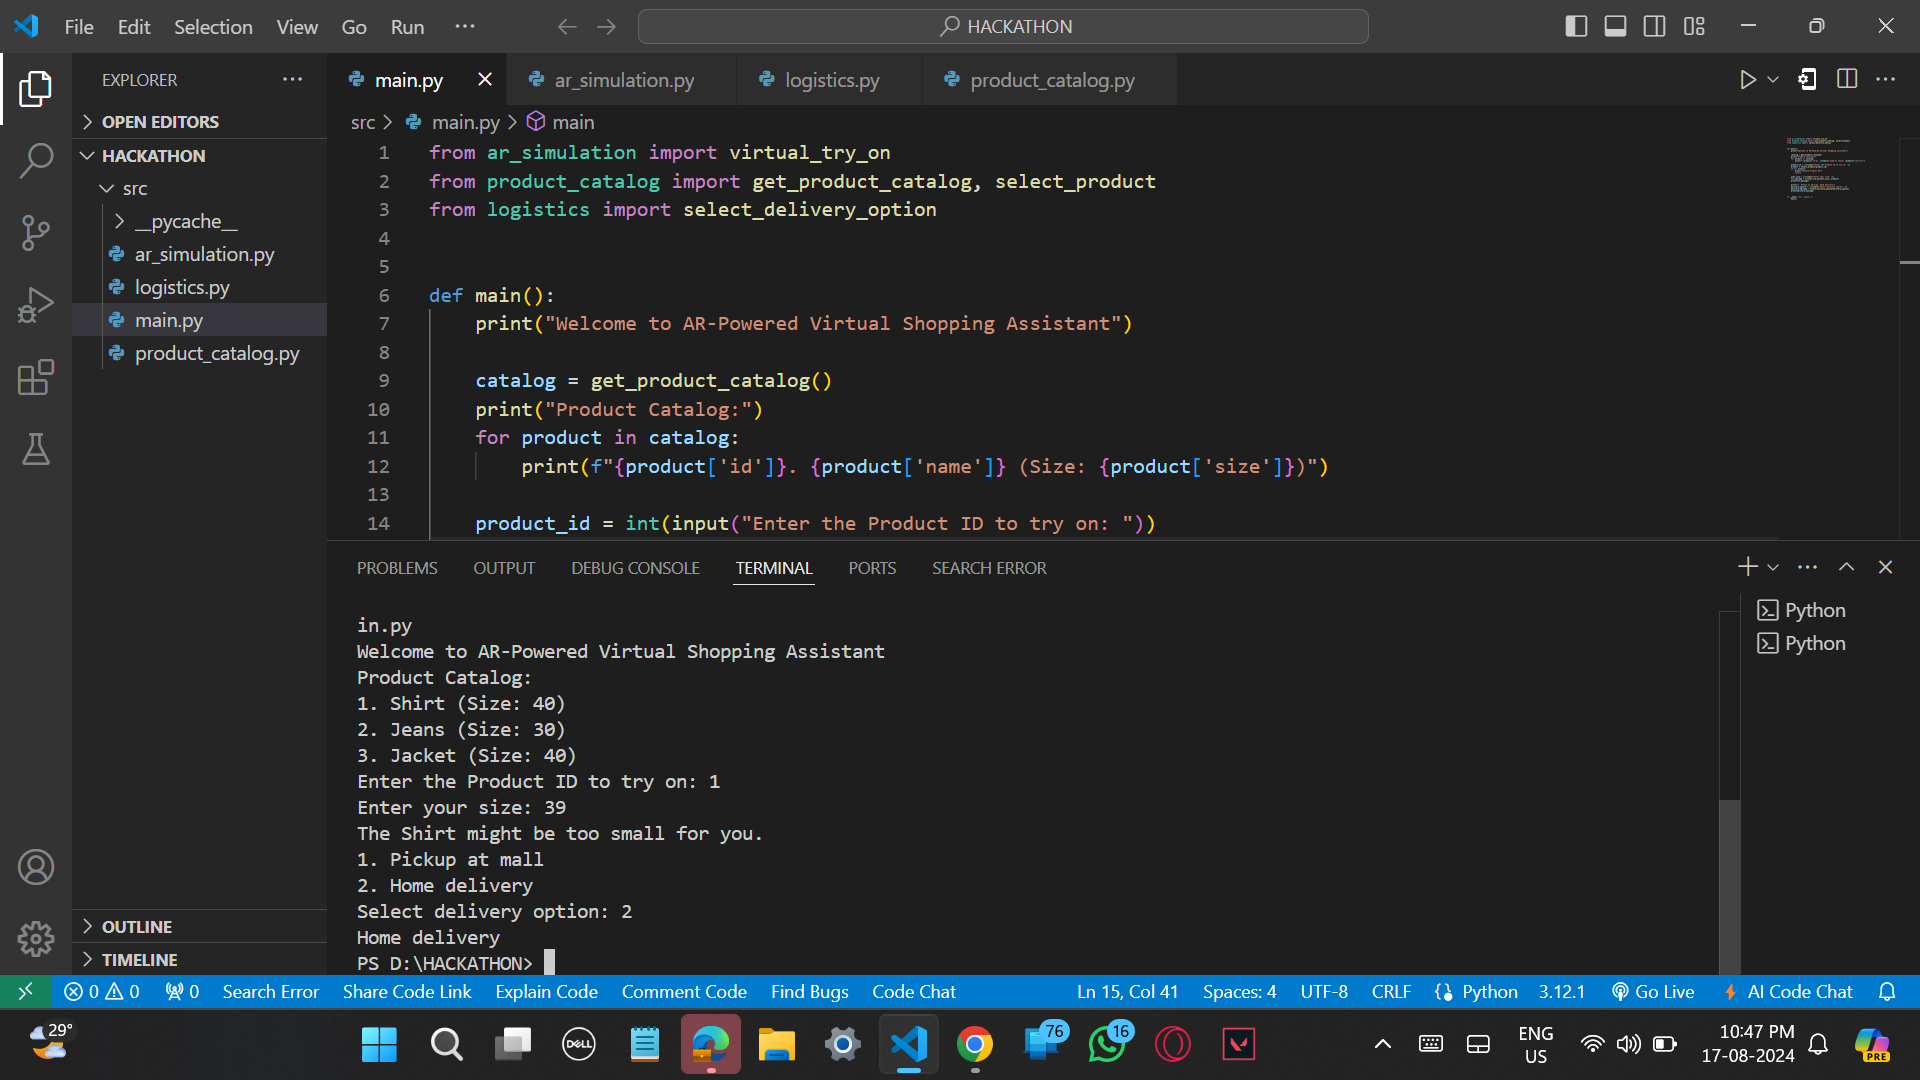 File Edit Selection View Go Run ··· HACKATHON
EXPLORER ···
main.py ar_simulation.py logistics.py product_catalog.py
OPEN EDITORS
HACKATHON
src
__pycache__
ar_simulation.py
logistics.py
main.py
product_catalog.py
OUTLINE
TIMELINE
src > main.py > main
1 from ar_simulation import virtual_try_on
2 from product_catalog import get_product_catalog, select_product
3 from logistics import select_delivery_option
4
5
6 def main():
7 print("Welcome to AR-Powered Virtual Shopping Assistant")
8
9 catalog = get_product_catalog()
10 print("Product Catalog:")
11 for product in catalog:
12 print(f"{product['id']}. {product['name']} (Size: {product['size']})")
13
14 product_id = int(input("Enter the Product ID to try on: "))
PROBLEMS OUTPUT DEBUG CONSOLE TERMINAL PORTS SEARCH ERROR
in.py
Welcome to AR-Powered Virtual Shopping Assistant
Product Catalog:
1. Shirt (Size: 40)
2. Jeans (Size: 30)
3. Jacket (Size: 40)
Enter the Product ID to try on: 1
Enter your size: 39
The Shirt might be too small for you.
1. Pickup at mall
2. Home delivery
Select delivery option: 2
Home delivery
PS D:\HACKATHON>
Python
Python
0 0 0 Search Error Share Code Link Explain Code Comment Code Find Bugs Code Chat Ln 15, Col 41 Spaces: 4 UTF-8 CRLF Python 3.12.1 Go Live AI Code Chat
29°
DELL
76
16
ENG
US
10:47 PM
17-08-2024
PRE